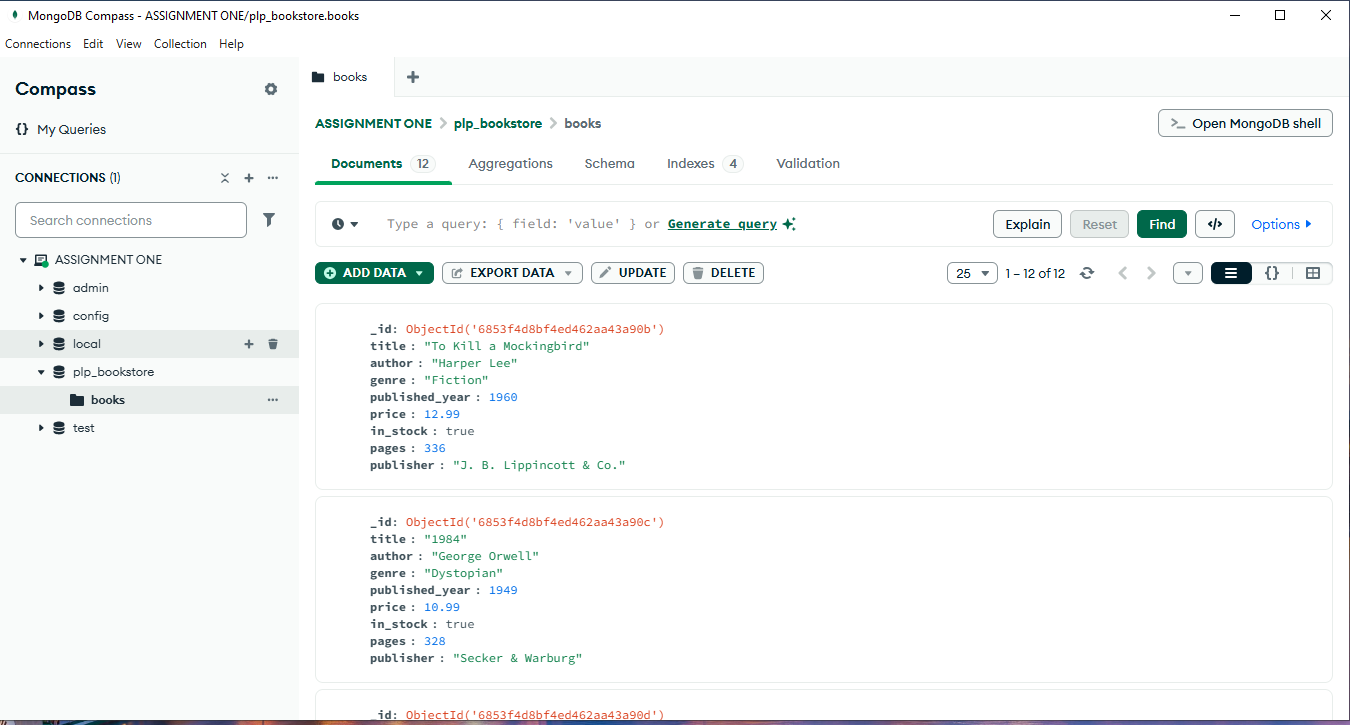 MongoDB Compass - ASSIGNMENT ONE/plp_bookstore.books
Connections Edit View Collection Help
Compass
{} My Queries
CONNECTIONS (1)
Search connections
ASSIGNMENT ONE
admin
config
local
plp_bookstore
books
test
books
ASSIGNMENT ONE > plp_bookstore > books
>_ Open MongoDB shell
Documents 12 Aggregations Schema Indexes 4 Validation
Type a query: { field: 'value' } or Generate query
Explain Reset Find </> Options
ADD DATA EXPORT DATA UPDATE DELETE
25 1 – 12 of 12 {}
_id: ObjectId('6853f4d8bf4ed462aa43a90b')
title : "To Kill a Mockingbird"
author : "Harper Lee"
genre : "Fiction"
published_year : 1960
price : 12.99
in_stock : true
pages : 336
publisher : "J. B. Lippincott & Co."
_id: ObjectId('6853f4d8bf4ed462aa43a90c')
title : "1984"
author : "George Orwell"
genre : "Dystopian"
published_year : 1949
price : 10.99
in_stock : true
pages : 328
publisher : "Secker & Warburg"
_id: ObjectId('6853f4d8bf4ed462aa43a90d')